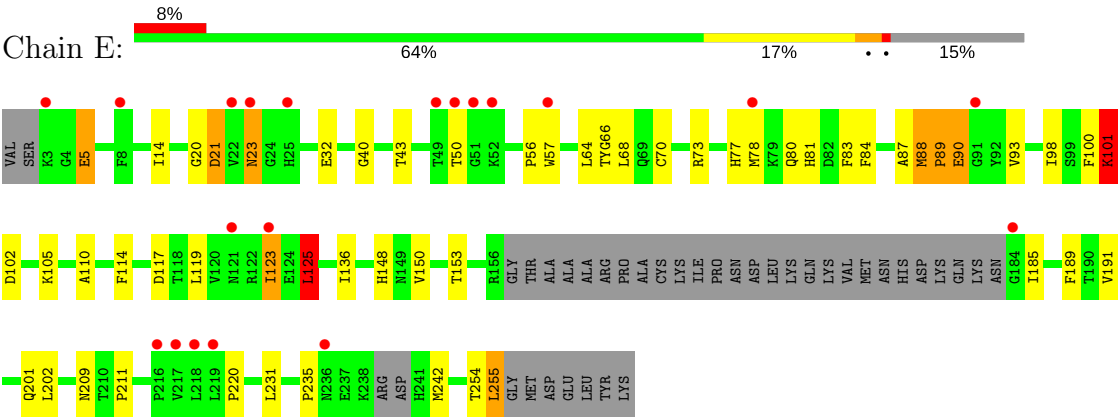 8%
Chain E:
64% 17% • • 15%
VAL SER K3 G4 E5 F8 I14 G20 D21 V22 N23 G24 H25 E32 G40 T43 T49 T50 G51 K52 P56 W57 L64 TYG66 L68 Q69 C70 R73 H77 M78 K79 Q80 H81 D82 F83 F84 A87 M88 P89 E90 G91 Y92 V93 I98 S99 F100 K101
D102 K105 A110 F114 D117 T118 L119 V120 N121 R122 I123 E124 L125 I136 H148 N149 V150 T153 R156 GLY THR ALA ALA ALA ARG PRO ALA CYS LYS ILE PRO ASN ASP LEU LYS GLN LYS VAL MET ASN HIS ASP LYS GLN LYS ASN G184 I185 F189 T190 V191
Q201 L202 N209 T210 P211 P216 V217 L218 L219 P220 L231 P235 N236 E237 K238 ARG ASP H241 M242 T254 L255 GLY MET ASP GLU LEU TYR LYS